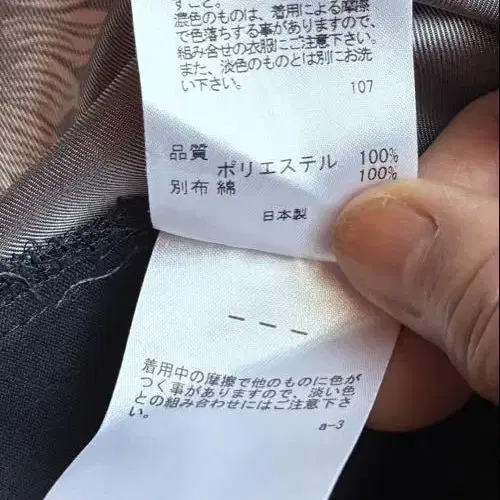 すこと。
濃色のものは、着用による摩擦
で色落ちする事がありますので、
組み合せの衣服にご注意下さい。
また、淡色のものとは別にお洗
い下さい。
107
品質
ポリエステル 100%
別布 綿 100%
日本製
---
着用中の摩擦で他のものに色が
つく事がありますので、淡い色
との組み合わせにはご注意下さ
い。
a-3